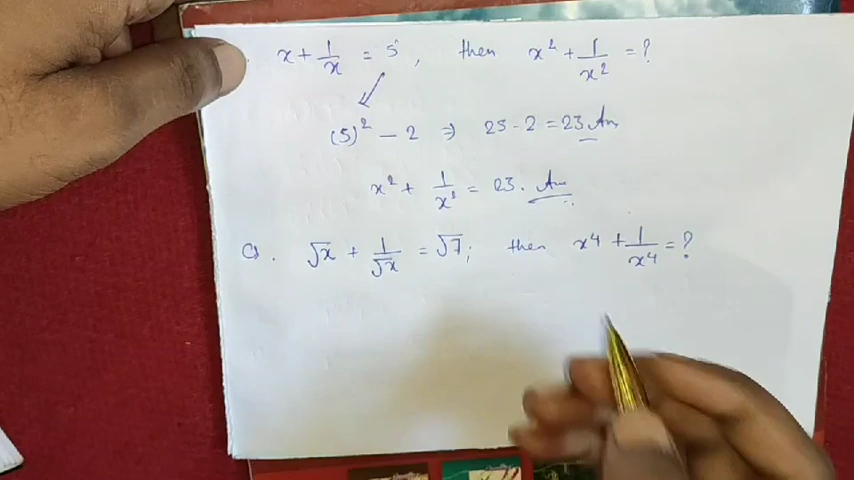 x + 1/x = 5, then x² + 1/x² = ?
(5)² - 2 ⇒ 25 - 2 = 23 Ans
x² + 1/x² = 23. Ans
Q. √x + 1/√x = √7; then x⁴ + 1/x⁴ = ?